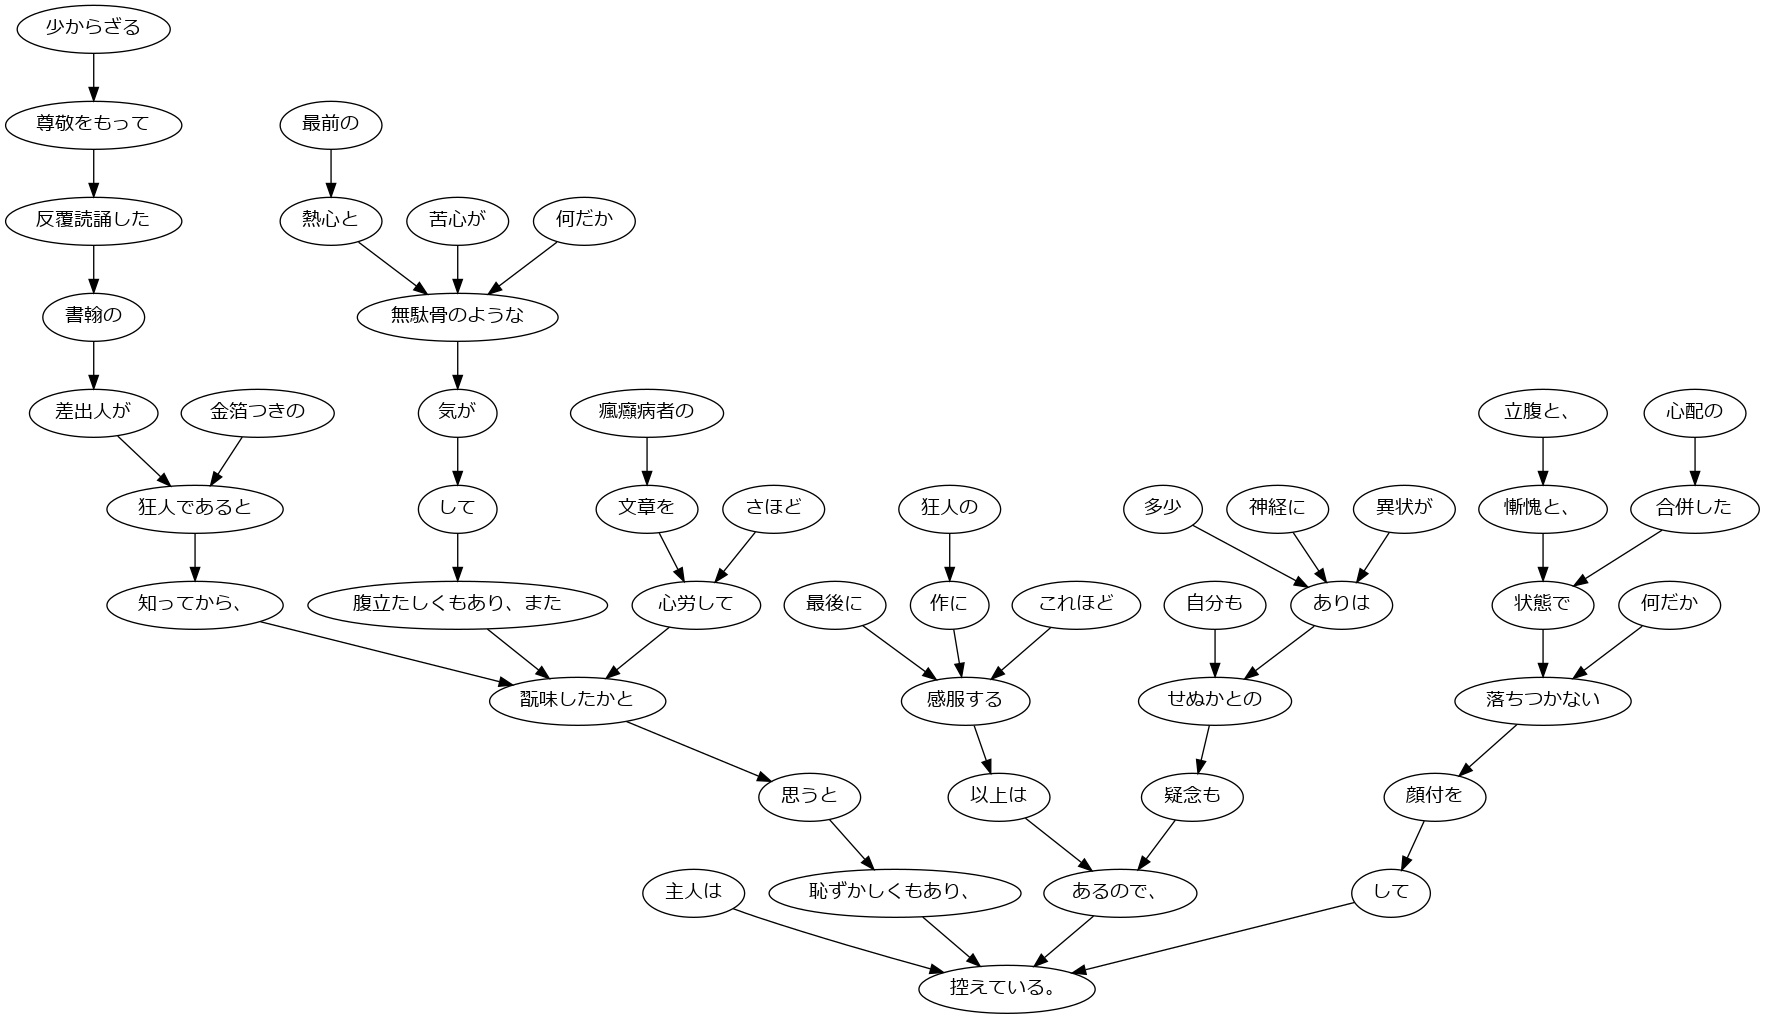 少からざる
尊敬をもって
最前の
反覆読誦した
熱心と
苦心が
何だか
書翰の
無駄骨のような
差出人が
金箔つきの
気が
瘋癲病者の
立腹と、
心配の
狂人であると
して
文章を
さほど
狂人の
多少
神経に
異状が
慚愧と、
合併した
知ってから、
腹立たしくもあり、また
心労して
最後に
作に
これほど
自分も
ありは
状態で
何だか
翫味したかと
感服する
せぬかとの
落ちつかない
思うと
以上は
疑念も
顔付を
主人は
恥ずかしくもあり、
あるので、
して
控えている。